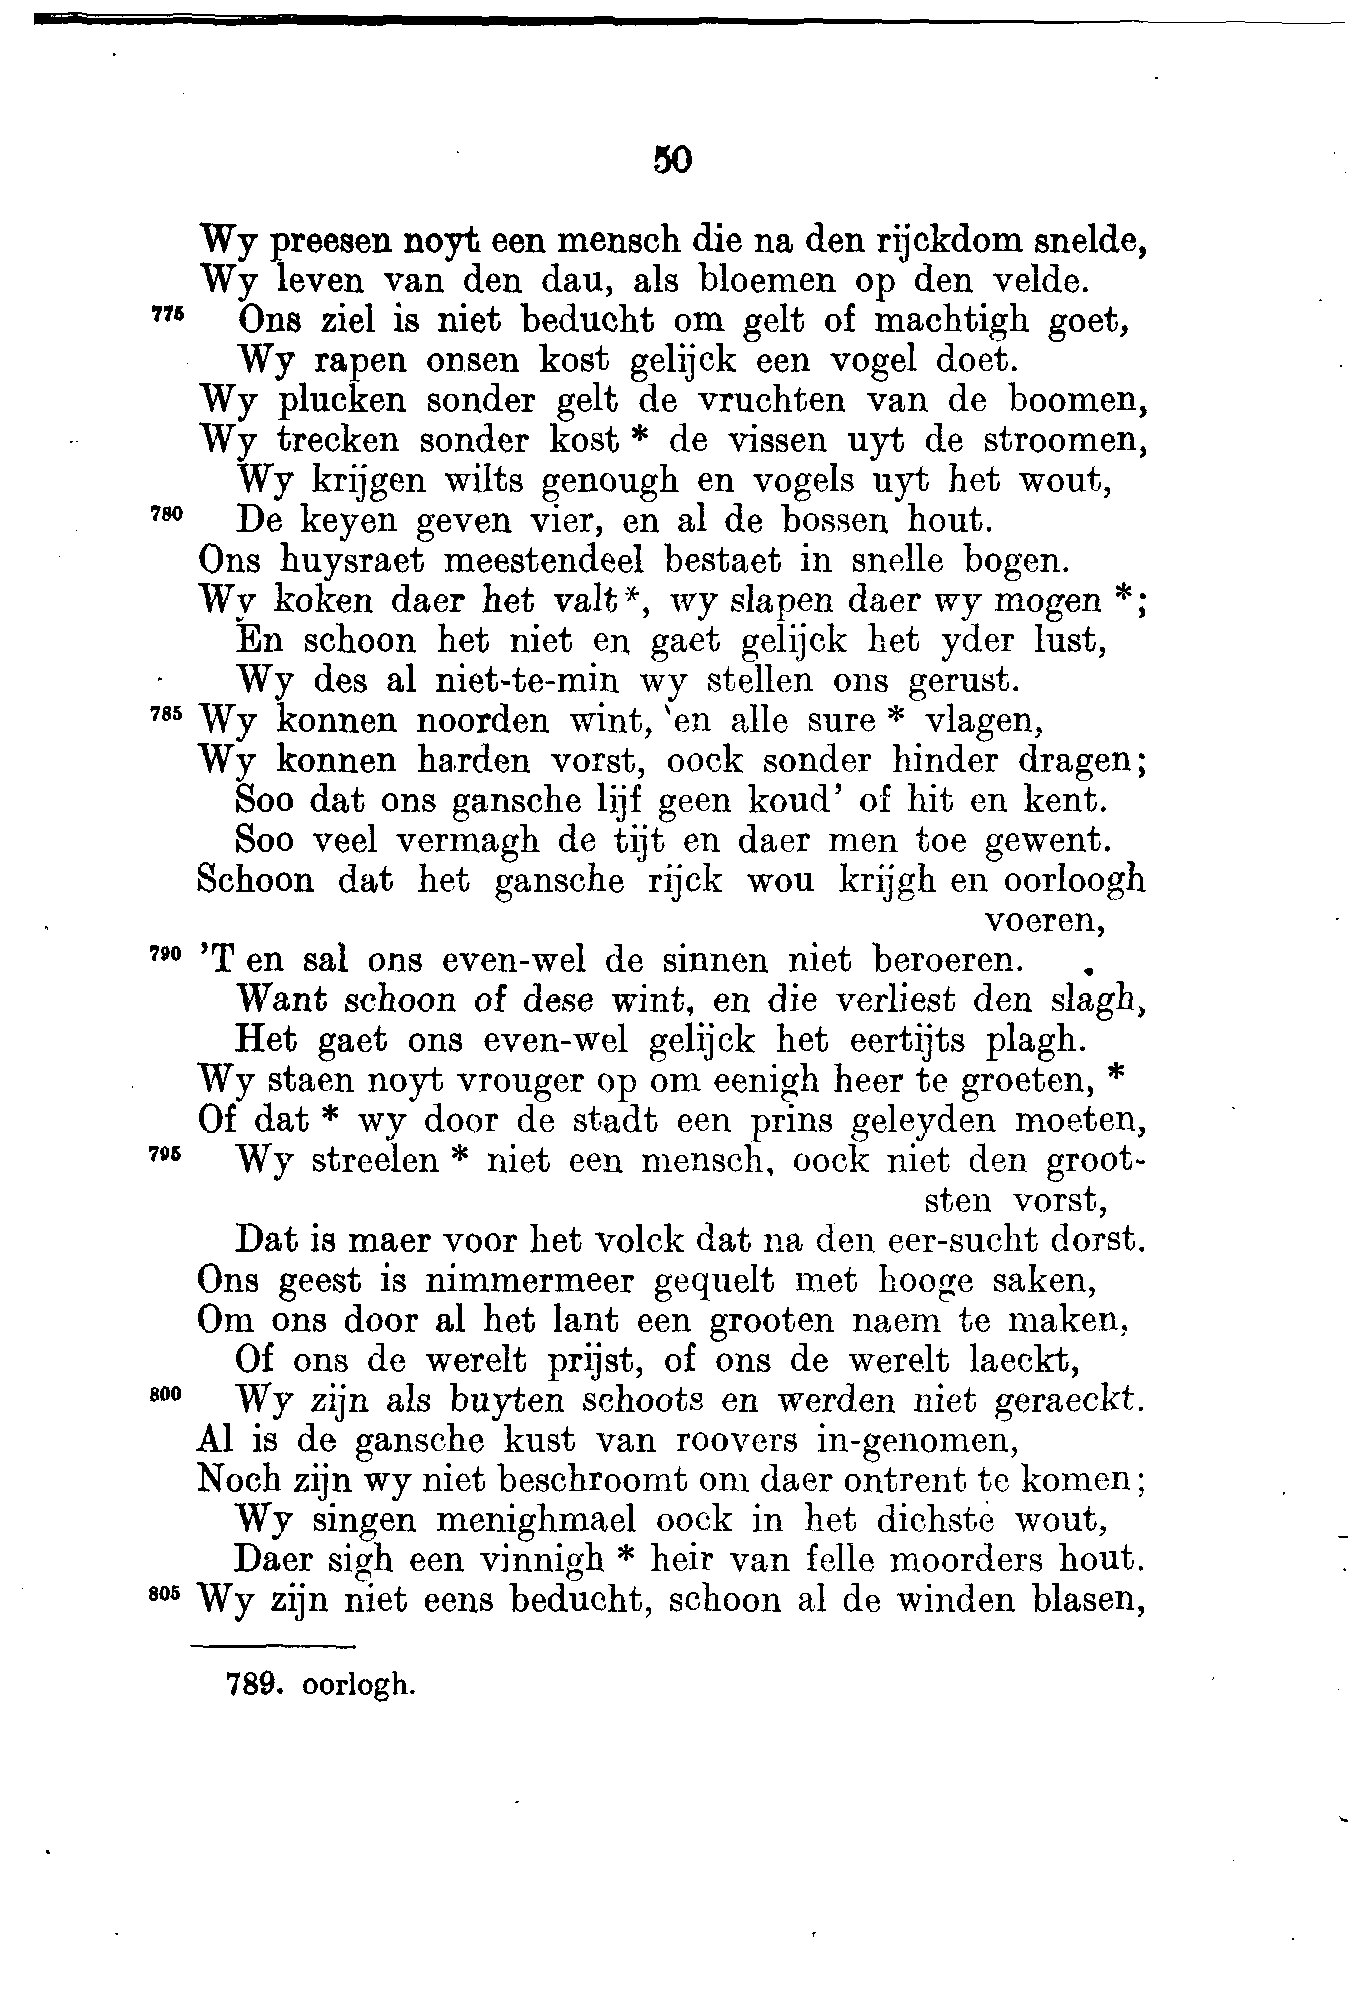 50
Wy preesen noyt een mensch die na den rijckdom snelde,
Wy leven van den dau, als bloemen op den velde.
775 Ons ziel is niet beducht om gelt of machtigh goet,
Wy rapen onsen kost gelijck een vogel doet.
Wy plucken sonder gelt de vruchten van de boomen,
Wy trecken sonder kost * de vissen uyt de stroomen,
Wy krijgen wilts genough en vogels uyt het wout,
780 De keyen geven vier, en al de bossen hout.
Ons huysraet meestendeel bestaet in snelle bogen.
Wy koken daer het valt *, wy slapen daer wy mogen *;
En schoon het niet en gaet gelijck het yder lust,
Wy des al niet-te-min wy stellen ons gerust.
785 Wy konnen noorden wint, en alle sure * vlagen,
Wy konnen harden vorst, oock sonder hinder dragen;
Soo dat ons gansche lijf geen koud' of hit en kent.
Soo veel vermagh de tijt en daer men toe gewent.
Schoon dat het gansche rijck wou krijgh en oorloogh
voeren,
790 'T en sal ons even-wel de sinnen niet beroeren.
Want schoon of dese wint, en die verliest den slagh,
Het gaet ons even-wel gelijck het eertijts plagh.
Wy staen noyt vrouger op om eenigh heer te groeten, *
Of dat * wy door de stadt een prins geleyden moeten,
795 Wy streelen * niet een mensch, oock niet den groot-
sten vorst,
Dat is maer voor het volck dat na den eer-sucht dorst.
Ons geest is nimmermeer gequelt met hooge saken,
Om ons door al het lant een grooten naem te maken,
Of ons de werelt prijst, of ons de werelt laeckt,
800 Wy zijn als buyten schoots en werden niet geraeckt.
Al is de gansche kust van roovers in-genomen,
Noch zijn wy niet beschroomt om daer ontrent te komen;
Wy singen menighmael oock in het dichste wout,
Daer sigh een vinnigh * heir van felle moorders hout.
805 Wy zijn niet eens beducht, schoon al de winden blasen,
789. oorlogh.